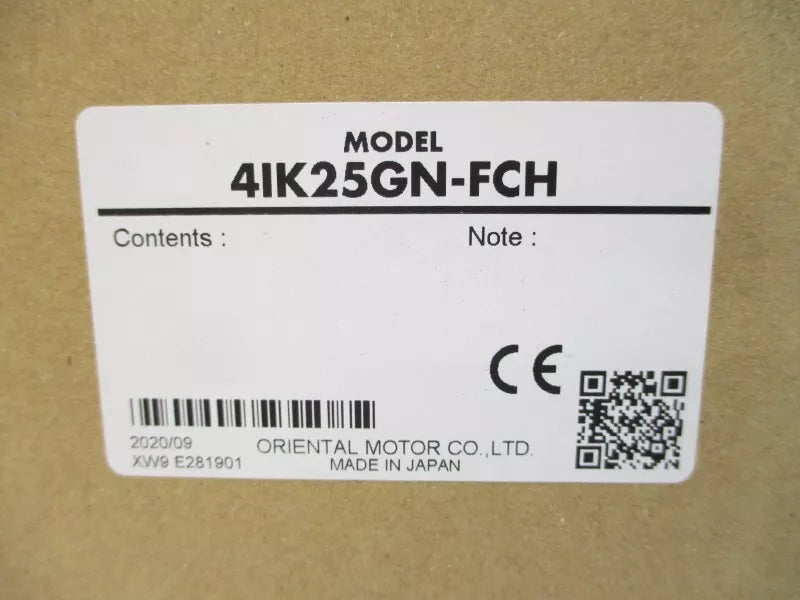 MODEL
4IK25GN-FCH
Contents : Note :
CE
2020/09
XW9 E281901
ORIENTAL MOTOR CO.,LTD.
MADE IN JAPAN